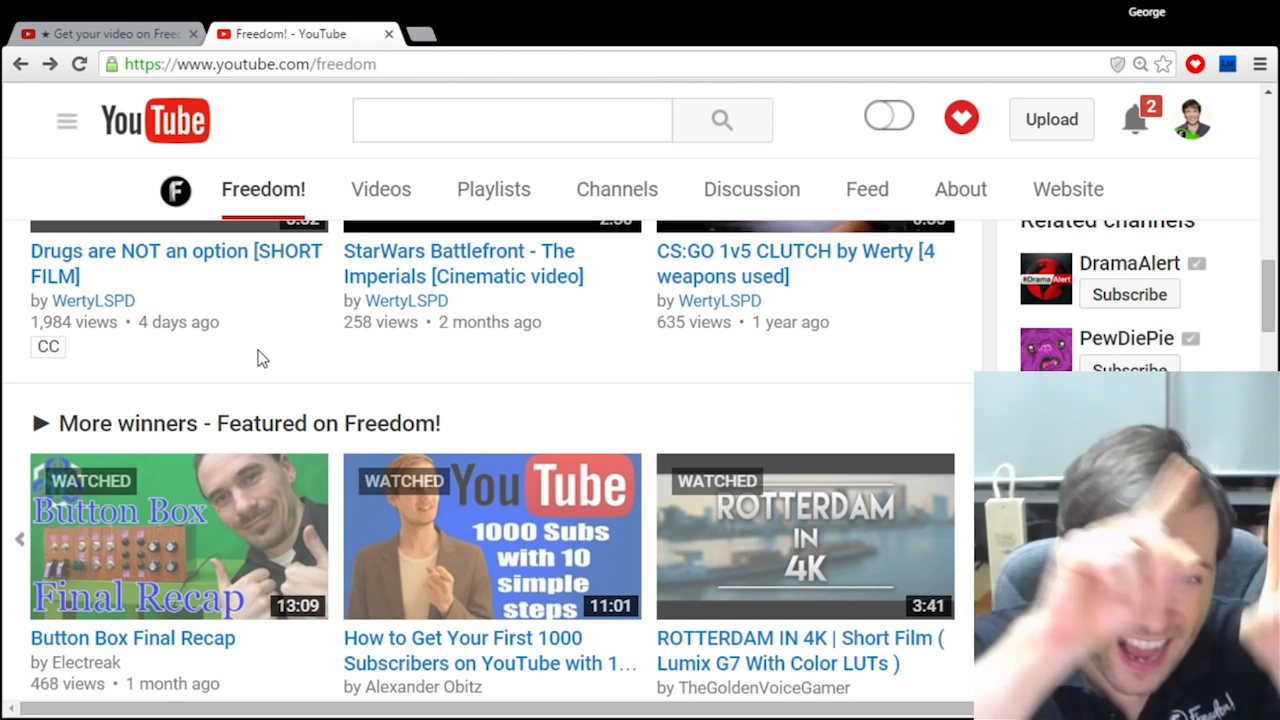 George
★ Get your video on Freed
Freedom! - YouTube
https://www.youtube.com/freedom
YouTube
Upload
2
F
Freedom!
Videos
Playlists
Channels
Discussion
Feed
About
Website
Related channels
Drugs are NOT an option [SHORT
FILM]
by WertyLSPD
1,984 views • 4 days ago
CC
StarWars Battlefront - The
Imperials [Cinematic video]
by WertyLSPD
258 views • 2 months ago
CS:GO 1v5 CLUTCH by Werty [4
weapons used]
by WertyLSPD
635 views • 1 year ago
DramaAlert
#DramaAlert
Subscribe
PewDiePie
Subscribe
► More winners - Featured on Freedom!
WATCHED
Button Box
Final Recap
13:09
Button Box Final Recap
by Electreak
468 views • 1 month ago
WATCHED
YouTube
1000 Subs
with 10
simple
steps
11:01
How to Get Your First 1000
Subscribers on YouTube with 1...
by Alexander Obitz
WATCHED
ROTTERDAM
IN
4K
3:41
ROTTERDAM IN 4K | Short Film (
Lumix G7 With Color LUTs )
by TheGoldenVoiceGamer
Freedom!